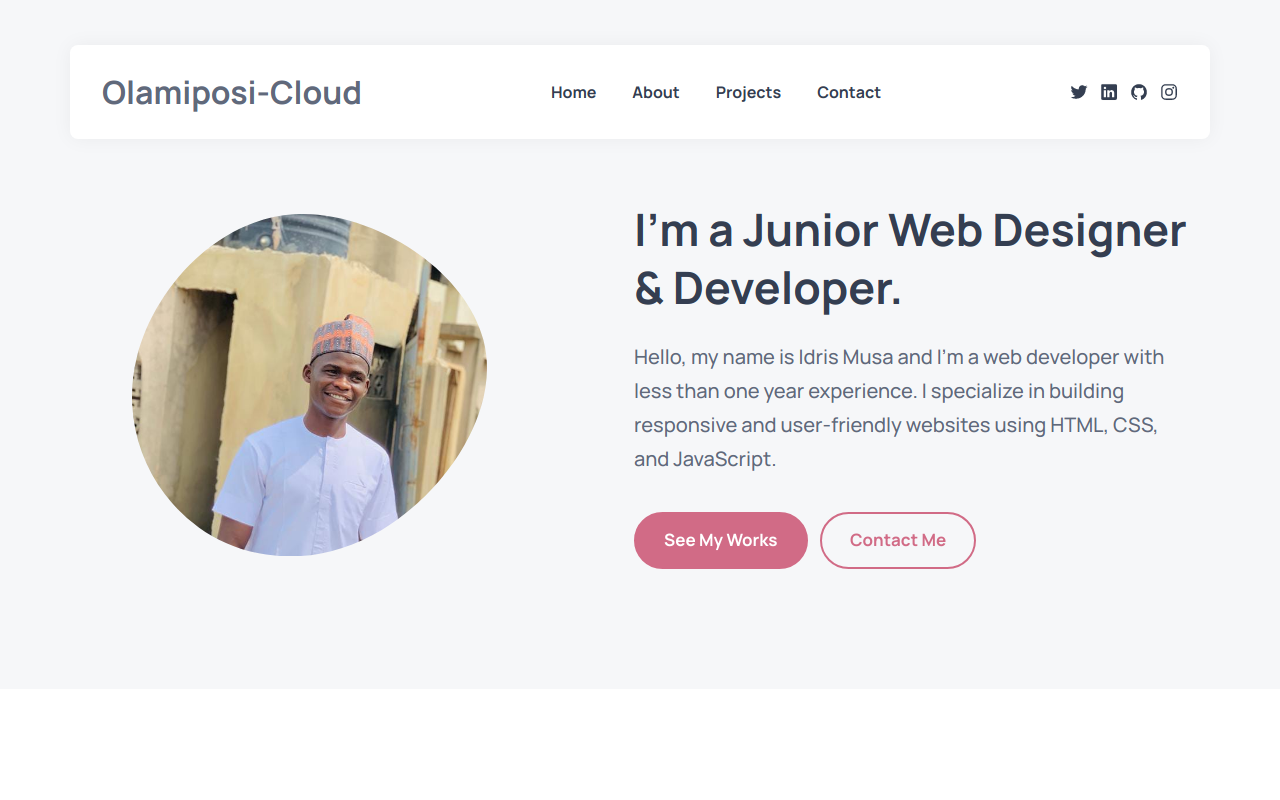 Olamiposi-Cloud
Home About Projects Contact
I'm a Junior Web Designer
& Developer.
Hello, my name is Idris Musa and I'm a web developer with
less than one year experience. I specialize in building
responsive and user-friendly websites using HTML, CSS,
and JavaScript.
See My Works Contact Me